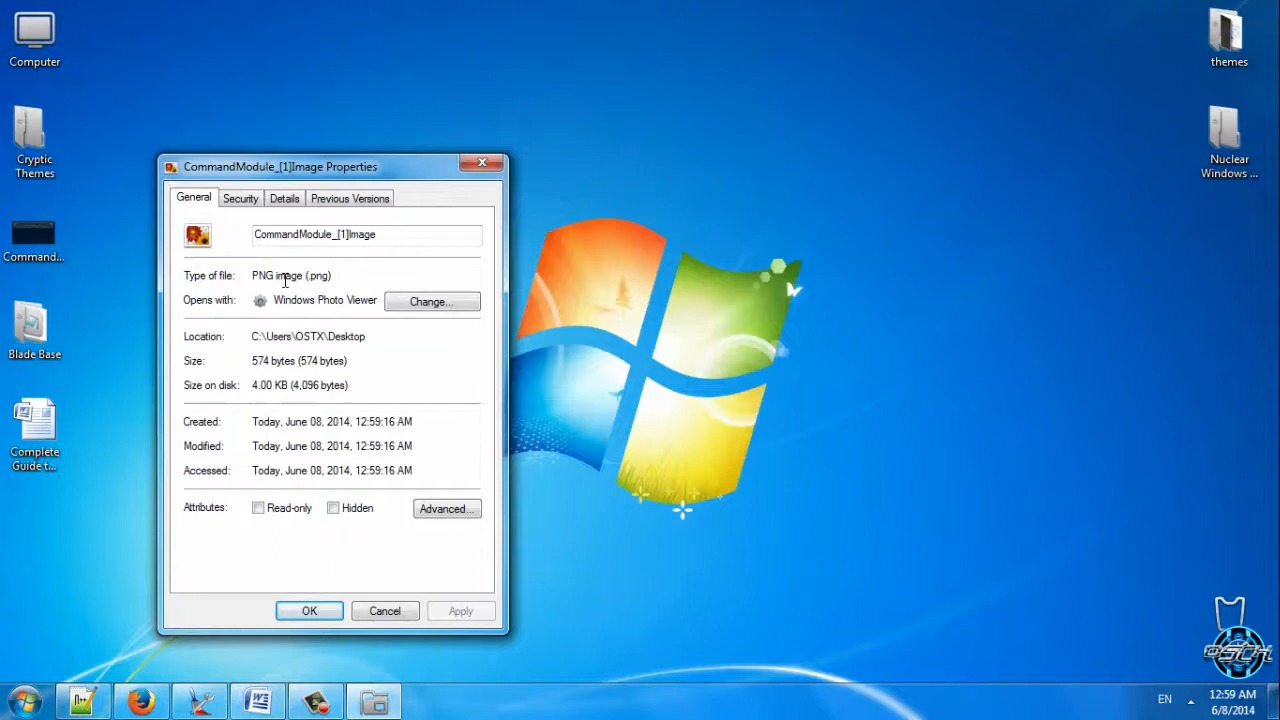 Computer
themes
Cryptic
Themes
Nuclear
Windows ...
Command...
Blade Base
Complete
Guide t...
CommandModule_[1]Image Properties
General
Security
Details
Previous Versions
CommandModule_[1]Image
Type of file: PNG image (.png)
Opens with: Windows Photo Viewer
Change...
Location: C:\Users\OSTX\Desktop
Size: 574 bytes (574 bytes)
Size on disk: 4.00 KB (4,096 bytes)
Created: Today, June 08, 2014, 12:59:16 AM
Modified: Today, June 08, 2014, 12:59:16 AM
Accessed: Today, June 08, 2014, 12:59:16 AM
Attributes: Read-only Hidden Advanced...
OK Cancel Apply
EN
12:59 AM
6/8/2014